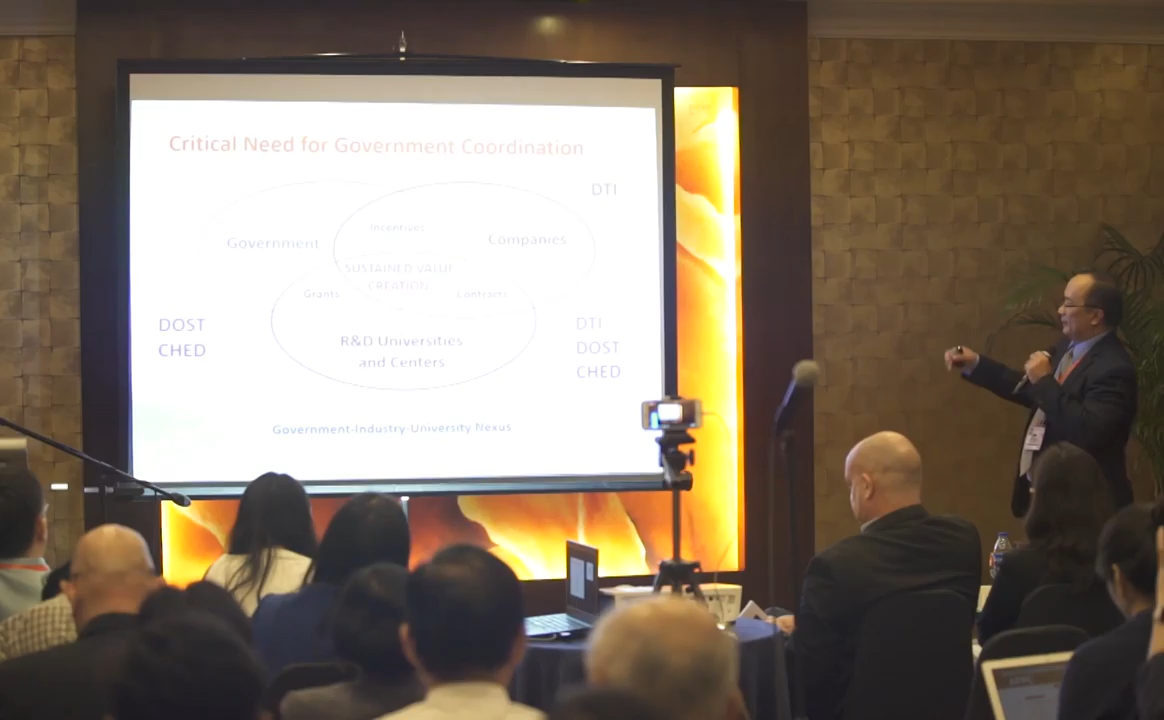 Critical Need for Government Coordination
DTI
Incentives
Government
Companies
SUSTAINED VALUE
CREATION
Grants
Contracts
DOST
CHED
R&D Universities
and Centers
DTI
DOST
CHED
Government-Industry-University Nexus